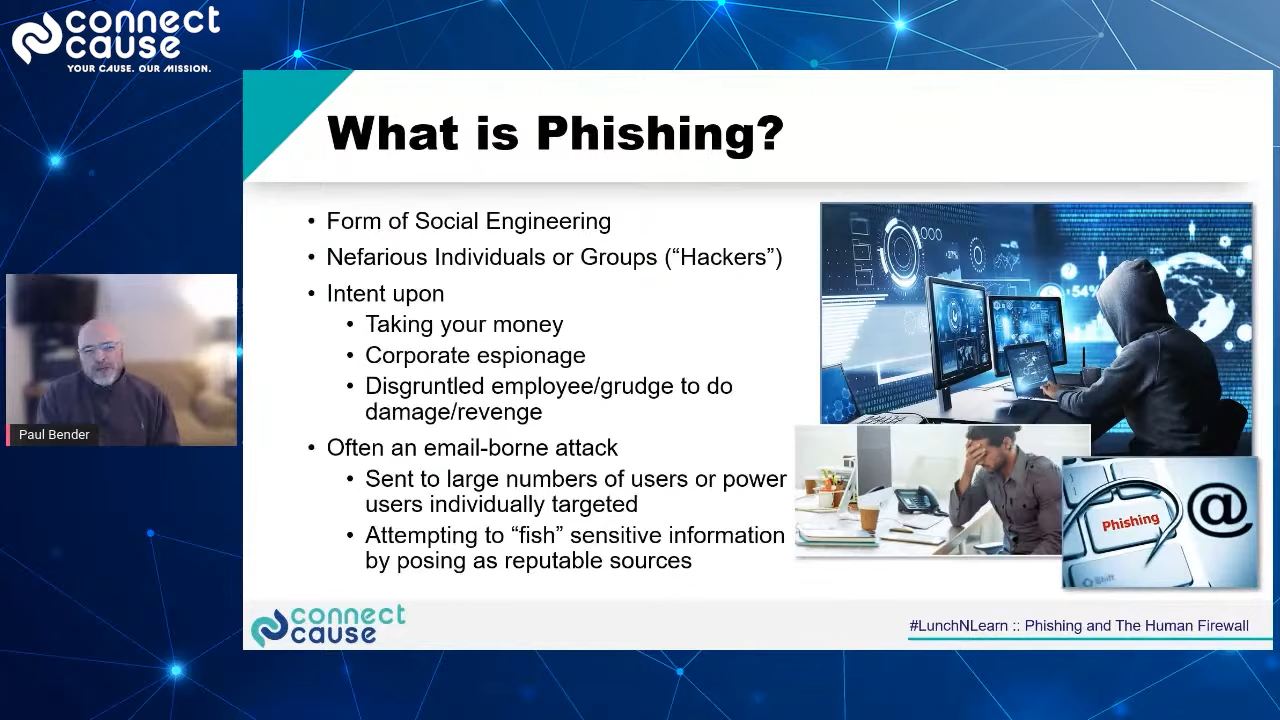 connect
cause
YOUR CAUSE. OUR MISSION.
What is Phishing?
• Form of Social Engineering
• Nefarious Individuals or Groups (“Hackers”)
• Intent upon
• Taking your money
• Corporate espionage
• Disgruntled employee/grudge to do
damage/revenge
• Often an email-borne attack
• Sent to large numbers of users or power
users individually targeted
• Attempting to “fish” sensitive information
by posing as reputable sources
54%
Phishing
@
Shift
Paul Bender
connect
cause
#LunchNLearn :: Phishing and The Human Firewall